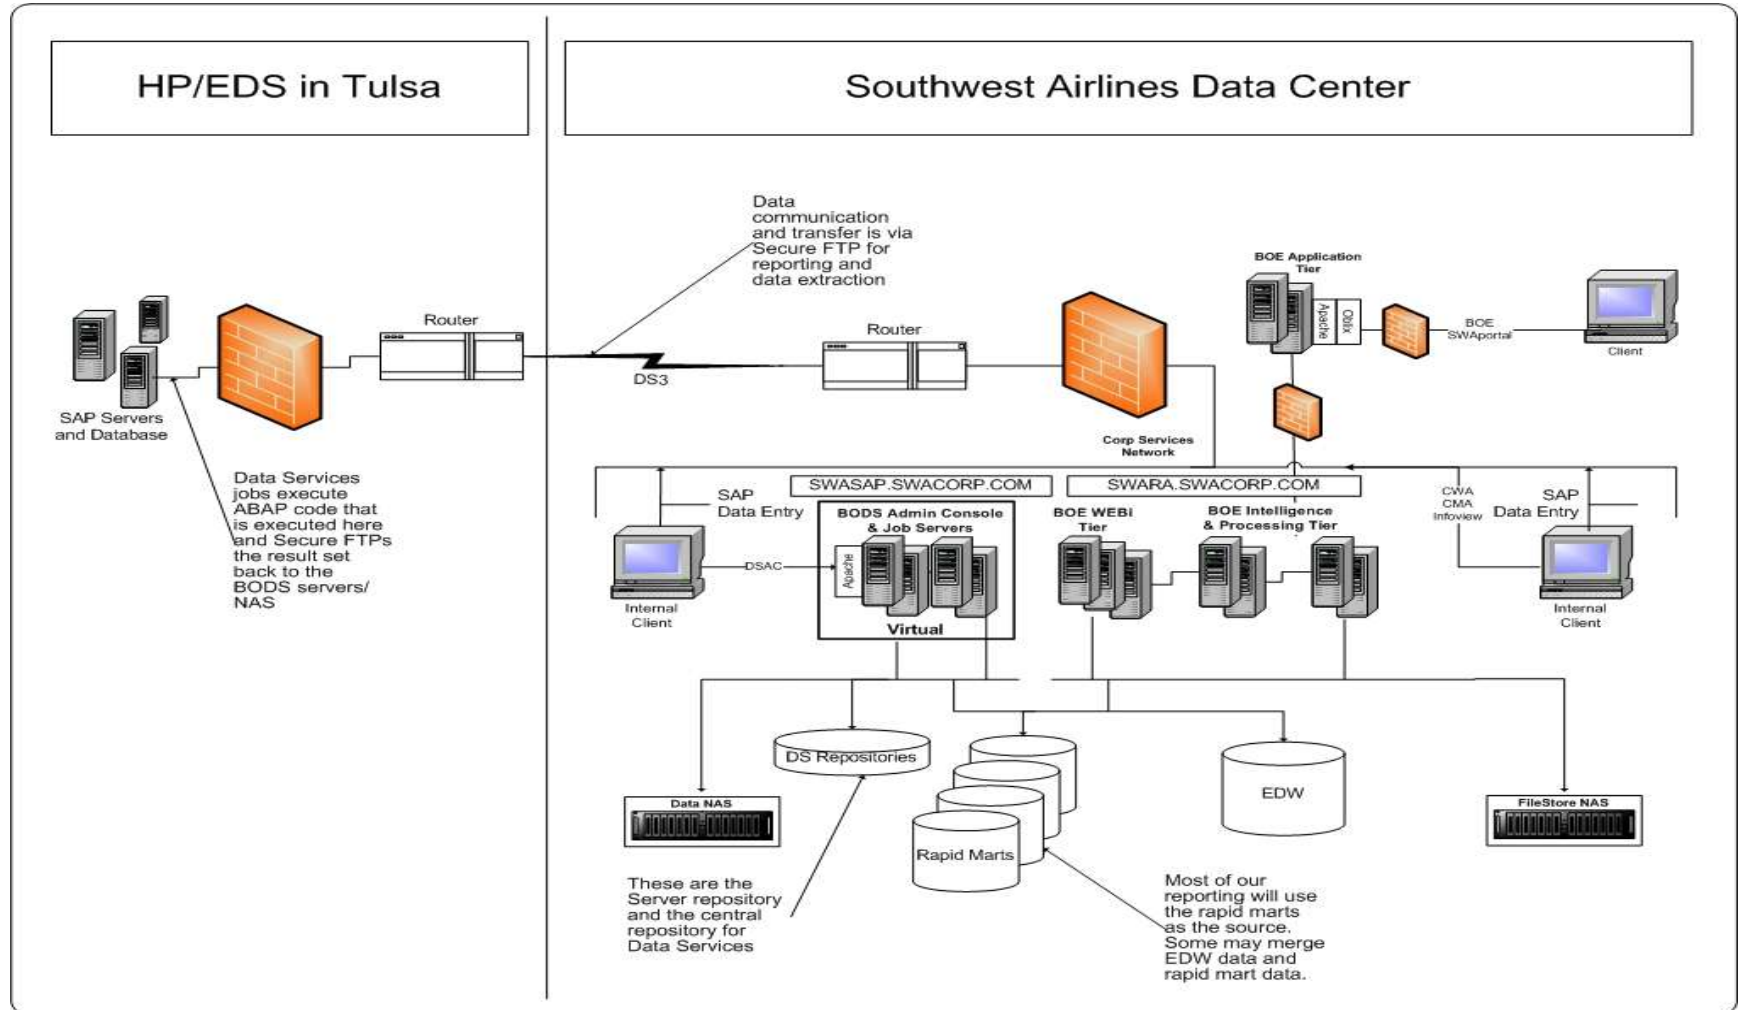 HP/EDS in Tulsa
Southwest Airlines Data Center
Data
communication
and transfer is via
Secure FTP for
reporting and
data extraction
BOE Application
Tier
Apache
Oblix
BOE
SWAportal
Client
Router
Router
DS3
SAP Servers
and Database
Corp Services
Network
Data Services
jobs execute
ABAP code that
is executed here
and Secure FTPs
the result set
back to the
BODS servers/
NAS
SWASAP.SWACORP.COM
SWARA.SWACORP.COM
SAP
Data Entry
BODS Admin Console
& Job Servers
BOE WEBi
Tier
BOE Intelligence
& Processing Tier
CWA
CMA
Infoview
SAP
Data Entry
DSAC
Apache
Internal
Client
Virtual
Internal
Client
DS Repositories
Data NAS
EDW
FileStore NAS
Rapid Marts
These are the
Server repository
and the central
repository for
Data Services
Most of our
reporting will use
the rapid marts
as the source.
Some may merge
EDW data and
rapid mart data.